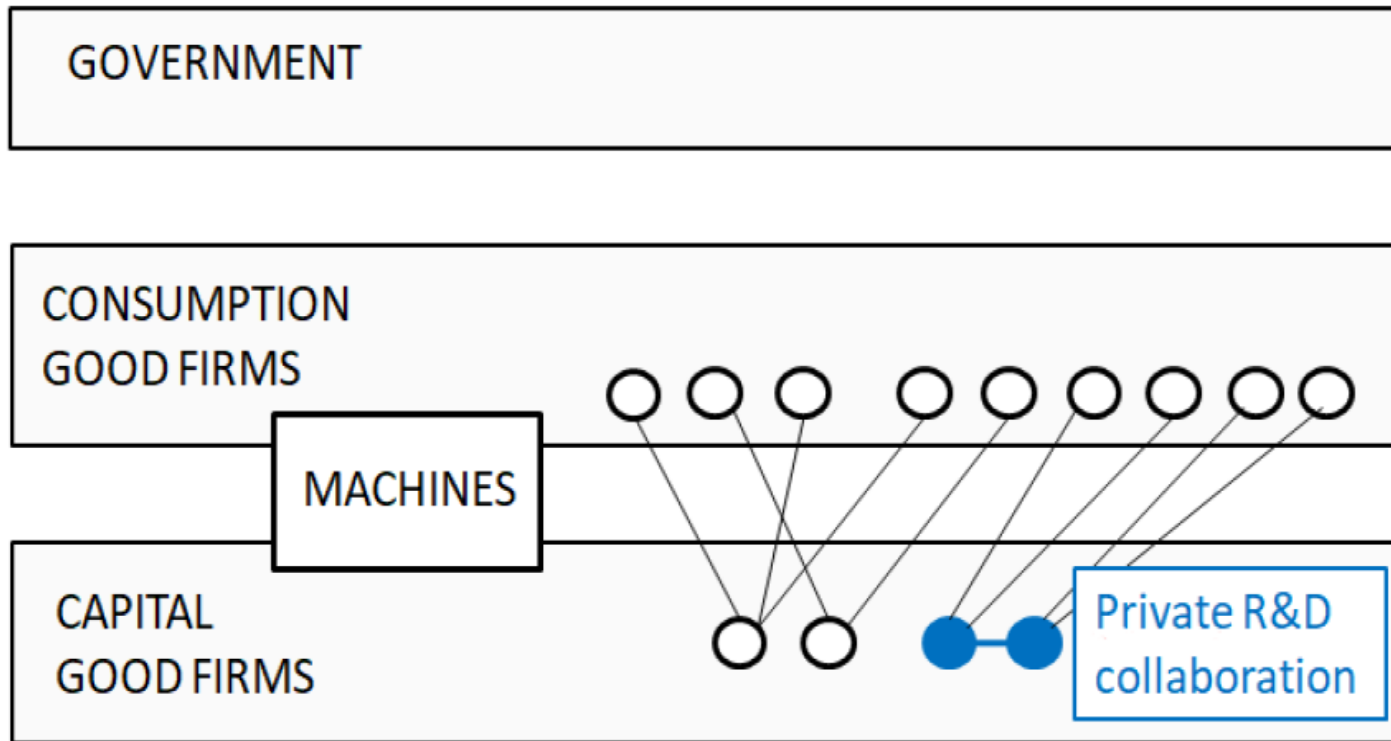 GOVERNMENT
CONSUMPTION
GOOD FIRMS
MACHINES
CAPITAL
GOOD FIRMS
Private R&D
collaboration